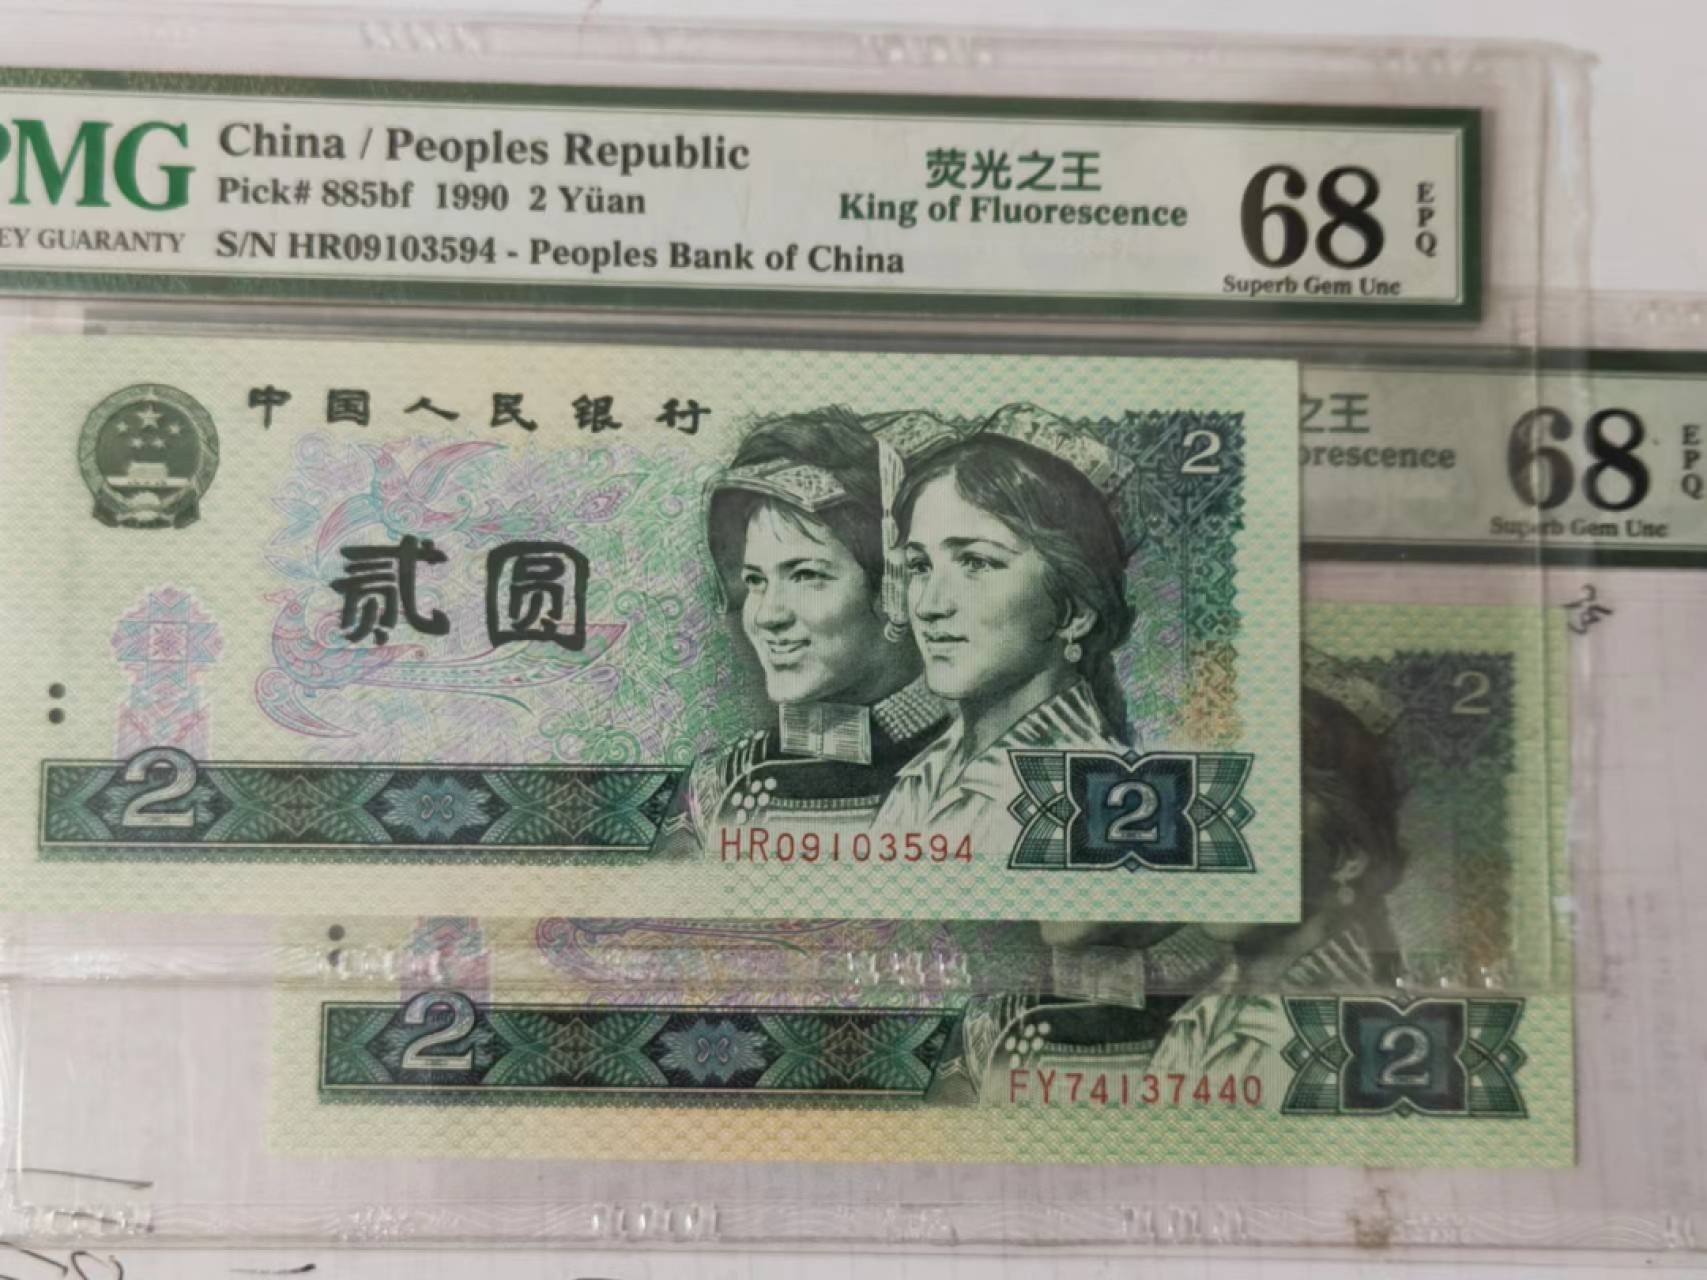 PMG
China / Peoples Republic
Pick# 885bf 1990 2 Yüan
EY GUARANTY
S/N HR09103594 - Peoples Bank of China
荧光之王
King of Fluorescence
68
EPQ
Superb Gem Unc
中国人民银行
2
贰圆
2
HR09103594
2
之王
orescence
68
EPQ
Superb Gem Unc
2
2
FY74137440
2